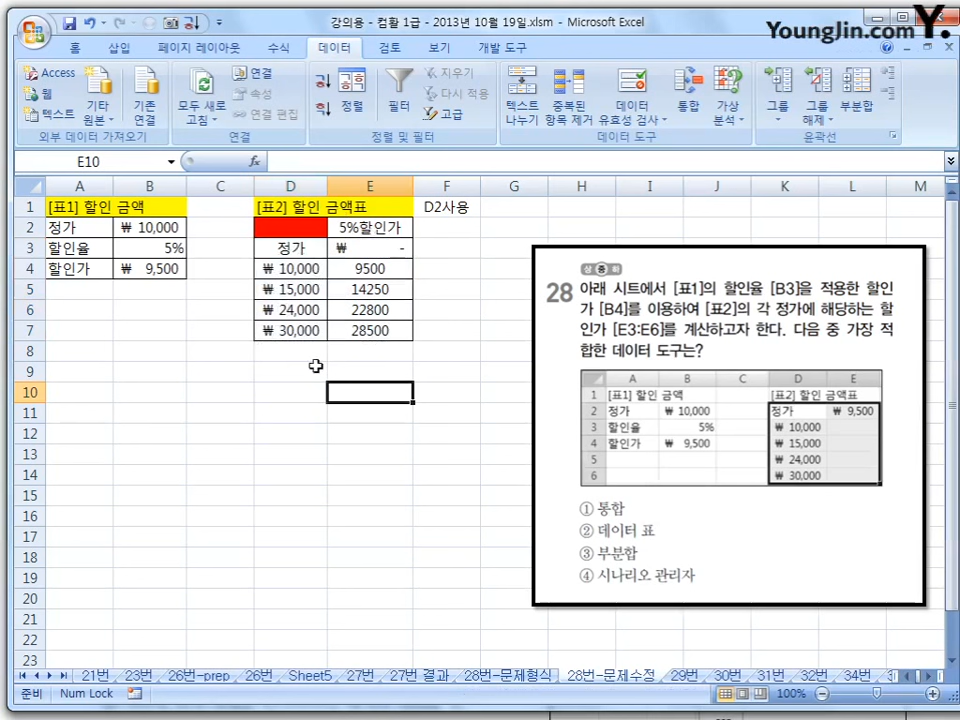 강의용 - 컴활 1급 - 2013년 10월 19일.xlsm - Microsoft Excel
YoungJin.com Y.
홈 삽입 페이지 레이아웃 수식 데이터 검토 보기 개발 도구
Access 웹 텍스트 기타 원본 기존 연결 모두 새로 고침 연결 속성 연결 편집 정렬 필터 지우기 다시 적용 고급 텍스트 나누기 중복된 항목 제거 데이터 유효성 검사 통합 가상 분석 그룹 그룹 해제 부분합
외부 데이터 가져오기 연결 정렬 및 필터 데이터 도구 윤곽선
E10 fx
A B C D E F G H I J K L M
1 [표1] 할인 금액 [표2] 할인 금액표 D2사용
2 정가 ₩ 10,000 5%할인가
3 할인율 5% 정가 ₩ -
4 할인가 ₩ 9,500 ₩ 10,000 9500
5 ₩ 15,000 14250
6 ₩ 24,000 22800
7 ₩ 30,000 28500
8
9
10
11
12
13
14
15
16
17
18
19
20
21
22
23
상 중 하
28 아래 시트에서 [표1]의 할인율 [B3]을 적용한 할인
가 [B4]를 이용하여 [표2]의 각 정가에 해당하는 할
인가 [E3:E6]를 계산하고자 한다. 다음 중 가장 적
합한 데이터 도구는?
A B C D E
1 [표1] 할인 금액 [표2] 할인 금액표
2 정가 ₩ 10,000 정가 ₩ 9,500
3 할인율 5% ₩ 10,000
4 할인가 ₩ 9,500 ₩ 15,000
5 ₩ 24,000
6 ₩ 30,000
① 통합
② 데이터 표
③ 부분합
④ 시나리오 관리자
21번 23번 26번-prep 26번 Sheet5 27번 27번 결과 28번-문제형식 28번-문제수정 29번 30번 31번 32번 34번
준비 Num Lock 100%